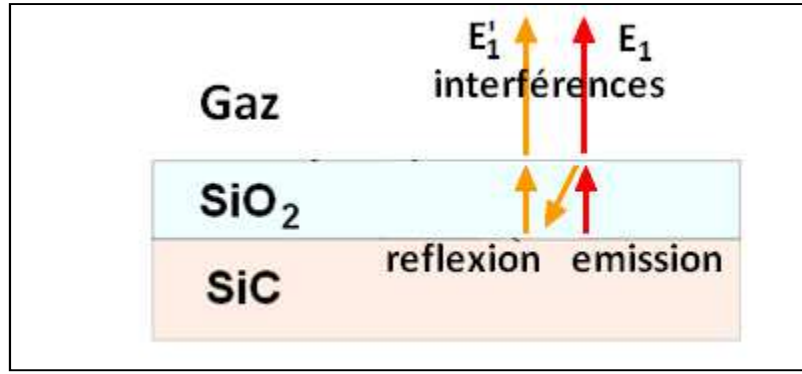 E'₁ E₁
interférences
Gaz
SiO₂
reflexion emission
SiC